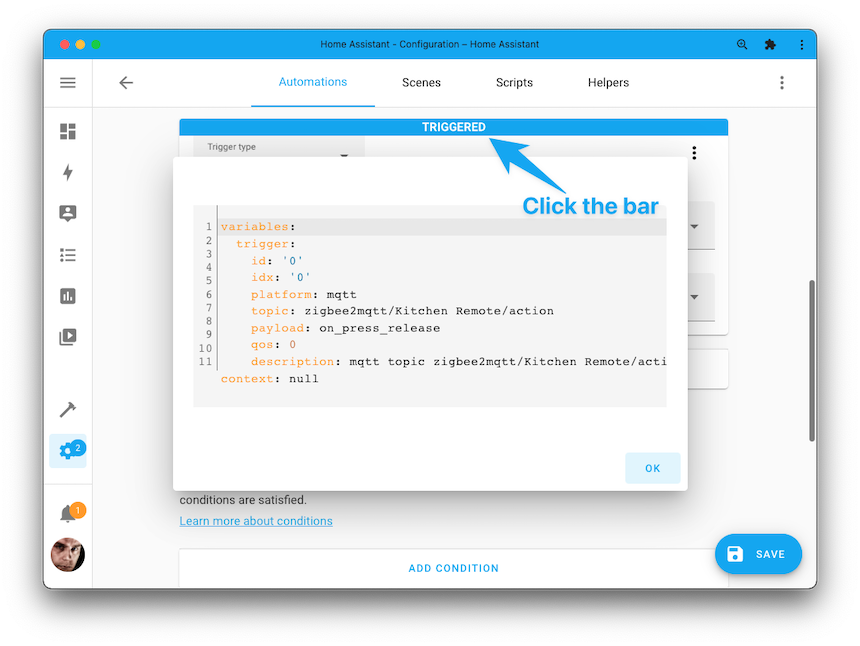 Home Assistant - Configuration – Home Assistant
Automations
Scenes
Scripts
Helpers
TRIGGERED
Trigger type
Click the bar
1 variables:
2 trigger:
3 id: '0'
4 idx: '0'
5 platform: mqtt
6 topic: zigbee2mqtt/Kitchen Remote/action
7 payload: on_press_release
8 qos: 0
9 description: mqtt topic zigbee2mqtt/Kitchen Remote/acti
10 context: null
11
OK
2
1
conditions are satisfied.
Learn more about conditions
ADD CONDITION
SAVE